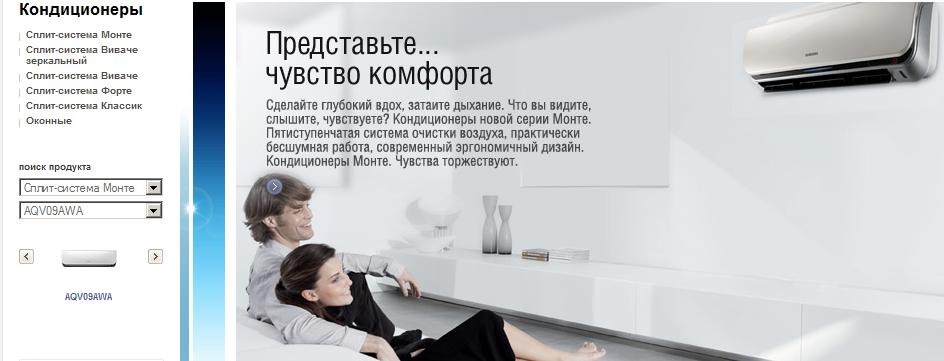 Кондиционеры
Сплит-система Монте
Сплит-система Виваче
зеркальный
Сплит-система Виваче
Сплит-система Форте
Сплит-система Классик
Оконные
поиск продукта
Сплит-система Монте
AQV09AWA
AQV09AWA
Представьте...
чувство комфорта
Сделайте глубокий вдох, затаите дыхание. Что вы видите,
слышите, чувствуете? Кондиционеры новой серии Монте.
Пятиступенчатая система очистки воздуха, практически
бесшумная работа, современный эргономичный дизайн.
Кондиционеры Монте. Чувства торжествуют.
SAMSUNG